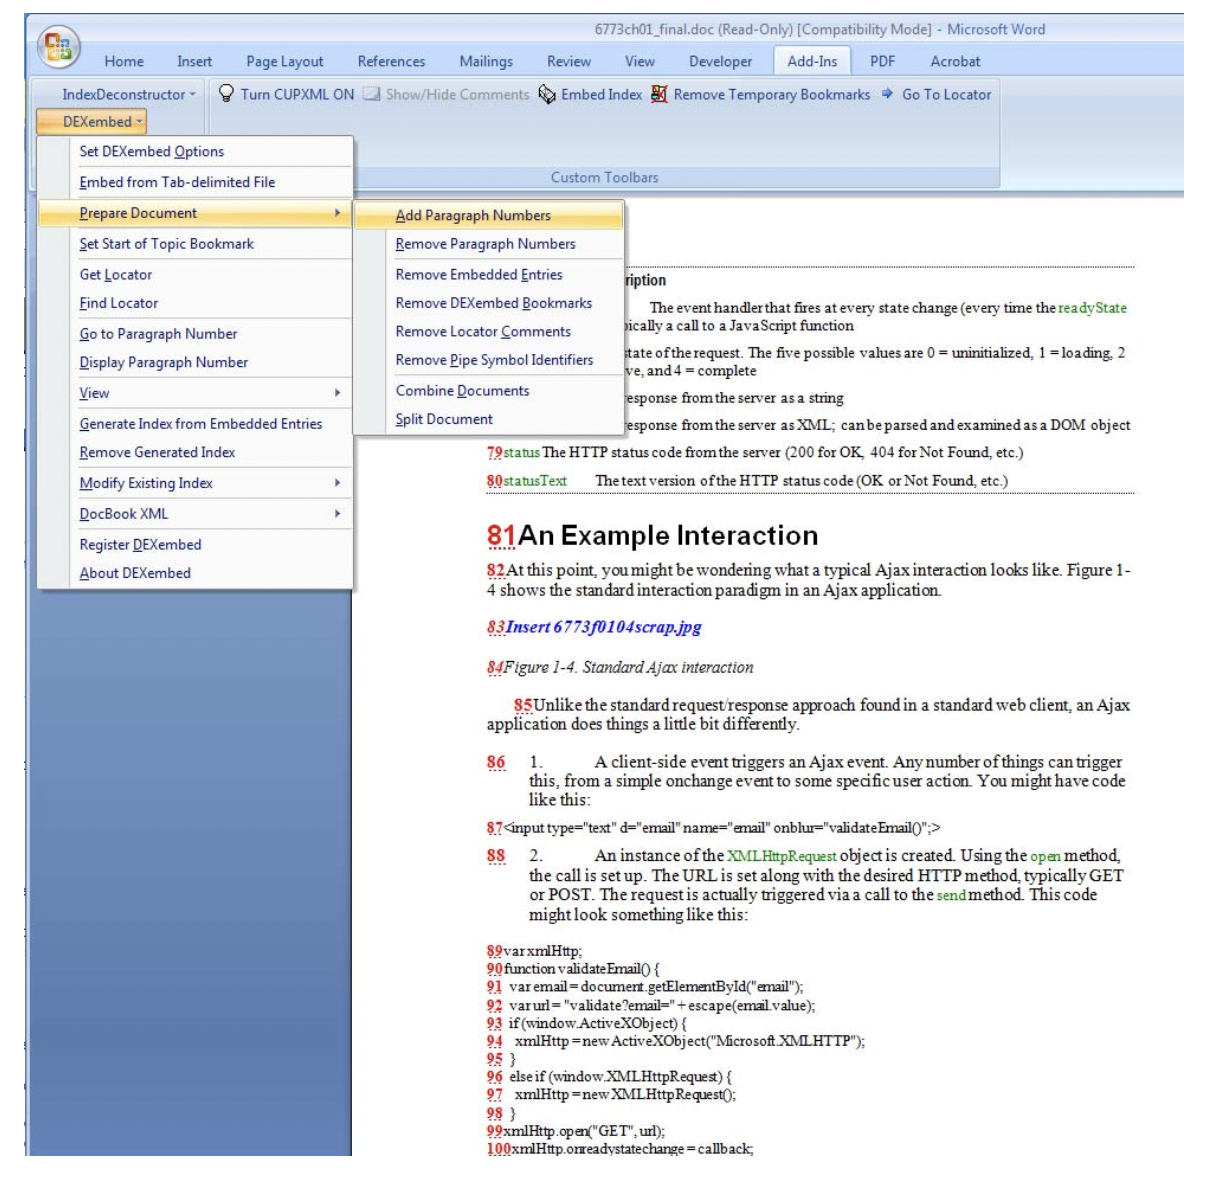 6773ch01_final.doc (Read-Only) [Compatibility Mode] - Microsoft Word
Home Insert Page Layout References Mailings Review View Developer Add-Ins PDF Acrobat
IndexDeconstructor Turn CUPXML ON Show/Hide Comments Embed Index Remove Temporary Bookmarks Go To Locator
DEXembed
Custom Toolbars
Set DEXembed Options
Embed from Tab-delimited File
Prepare Document
Set Start of Topic Bookmark
Get Locator
Find Locator
Go to Paragraph Number
Display Paragraph Number
View
Generate Index from Embedded Entries
Remove Generated Index
Modify Existing Index
DocBook XML
Register DEXembed
About DEXembed
Add Paragraph Numbers
Remove Paragraph Numbers
Remove Embedded Entries
Remove DEXembed Bookmarks
Remove Locator Comments
Remove Pipe Symbol Identifiers
Combine Documents
Split Document
ription
The event handler that fires at every state change (every time the readyState
pically a call to a JavaScript function
state of the request. The five possible values are 0 = uninitialized, 1 = loading, 2
ve, and 4 = complete
response from the server as a string
response from the server as XML; can be parsed and examined as a DOM object
79status The HTTP status code from the server (200 for OK, 404 for Not Found, etc.)
80statusText The text version of the HTTP status code (OK or Not Found, etc.)
81An Example Interaction
82At this point, you might be wondering what a typical Ajax interaction looks like. Figure 1-
4 shows the standard interaction paradigm in an Ajax application.
83Insert 6773f0104scrap.jpg
84Figure 1-4. Standard Ajax interaction
85Unlike the standard request/response approach found in a standard web client, an Ajax
application does things a little bit differently.
86 1. A client-side event triggers an Ajax event. Any number of things can trigger
this, from a simple onchange event to some specific user action. You might have code
like this:
87<input type="text" d="email" name="email" onblur="validateEmail()";>
88 2. An instance of the XMLHttpRequest object is created. Using the open method,
the call is set up. The URL is set along with the desired HTTP method, typically GET
or POST. The request is actually triggered via a call to the send method. This code
might look something like this:
89var xmlHttp;
90function validateEmail() {
91 var email = document.getElementById("email");
92 var url = "validate?email=" + escape(email.value);
93 if (window.ActiveXObject) {
94 xmlHttp = new ActiveXObject("Microsoft.XMLHTTP");
95 }
96 else if (window.XMLHttpRequest) {
97 xmlHttp = new XMLHttpRequest();
98 }
99xmlHttp.open("GET", url);
100xmlHttp.onreadystatechange = callback;